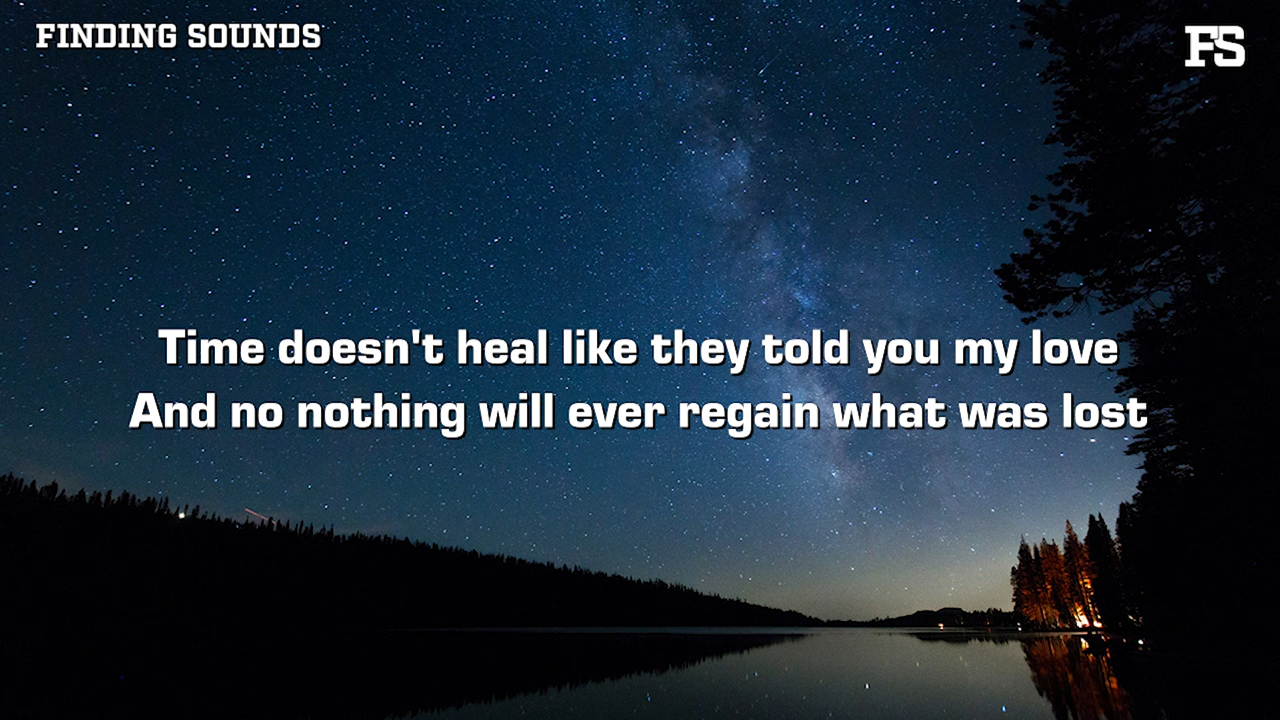 FINDING SOUNDS
FS
Time doesn't heal like they told you my love
And no nothing will ever regain what was lost